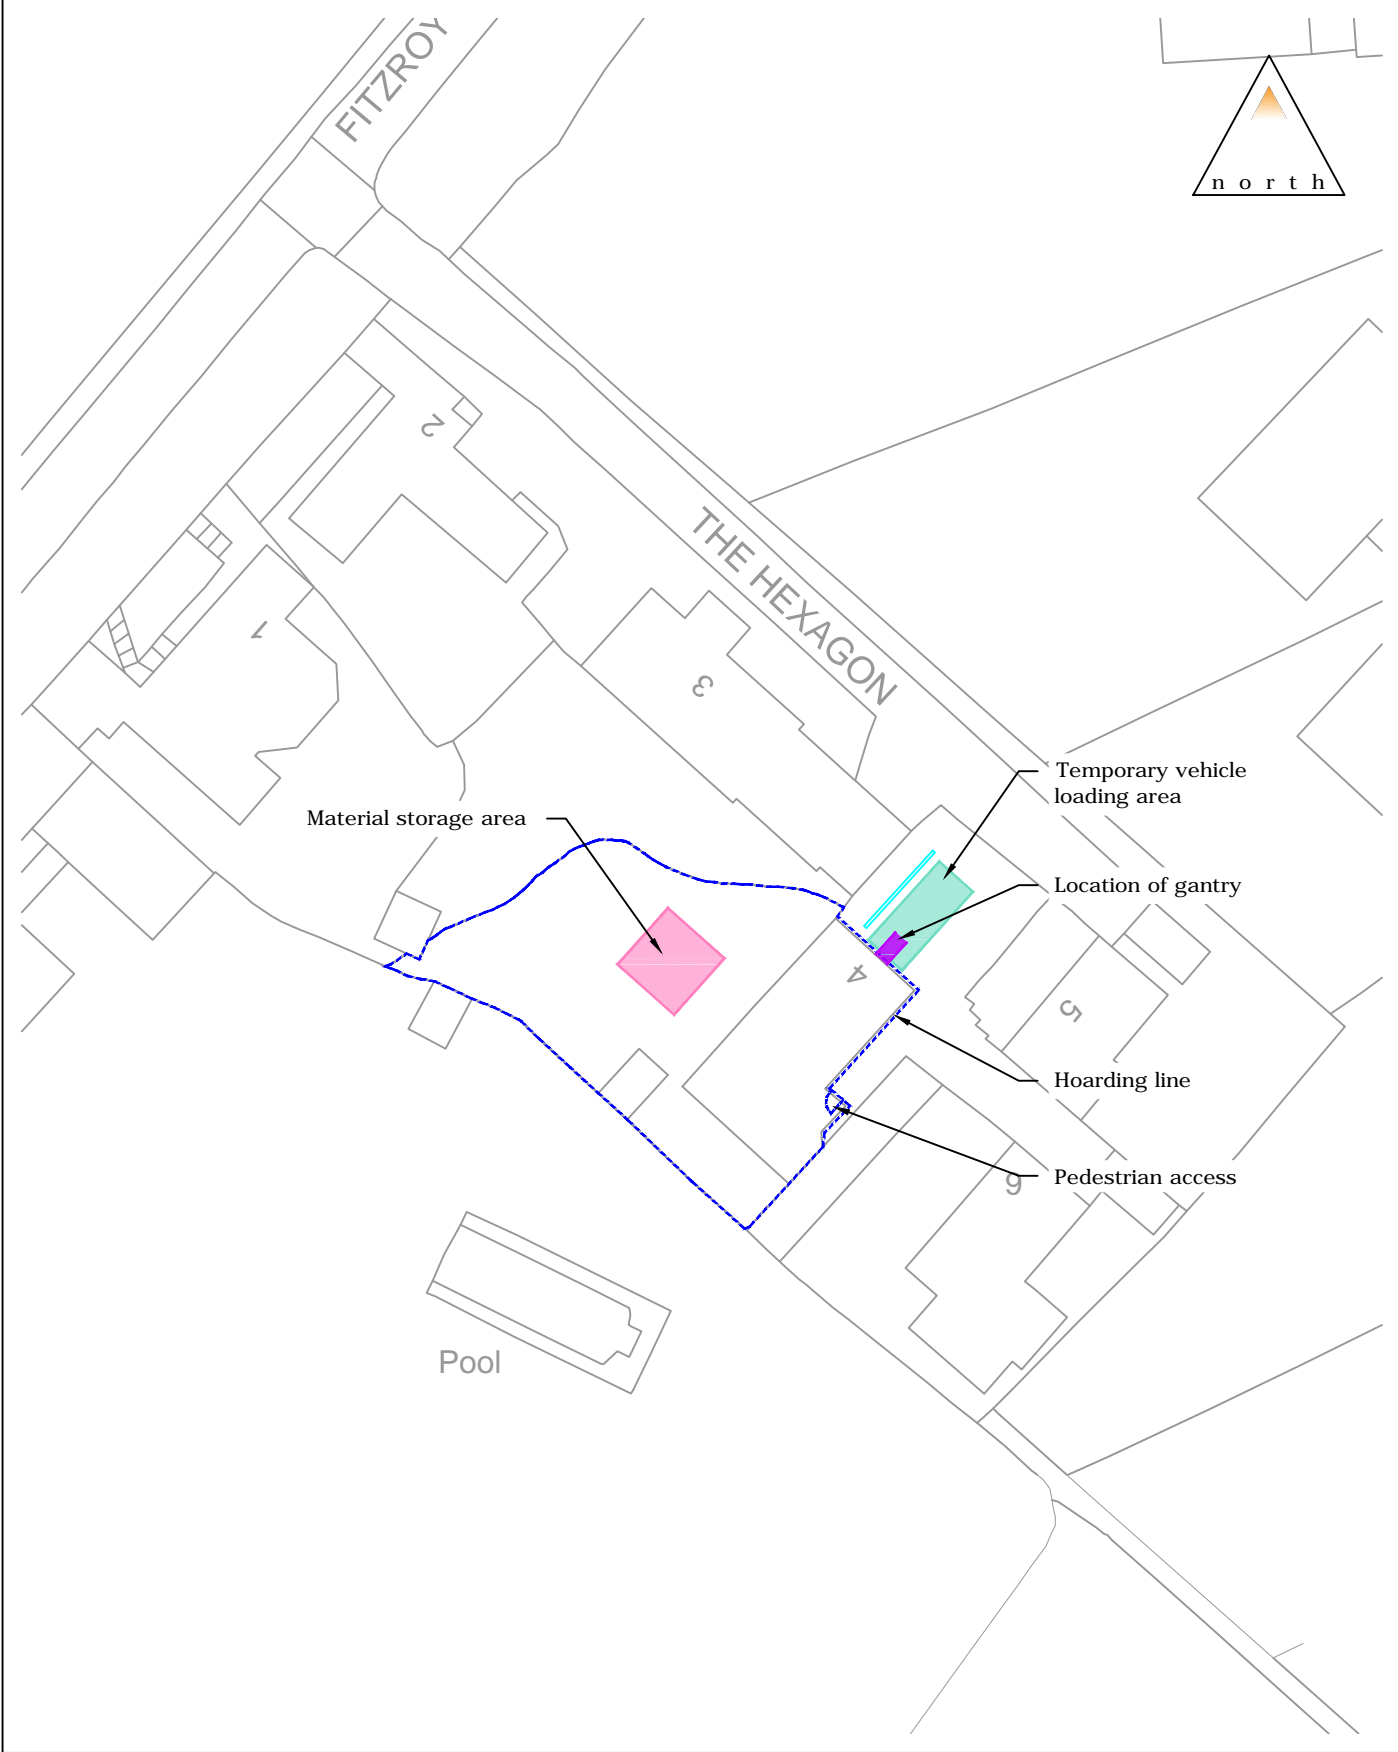 FITZROY
n o r t h
2
THE HEXAGON
1
3
Temporary vehicle
loading area
Material storage area
Location of gantry
4
5
Hoarding line
Pedestrian access
6
Pool